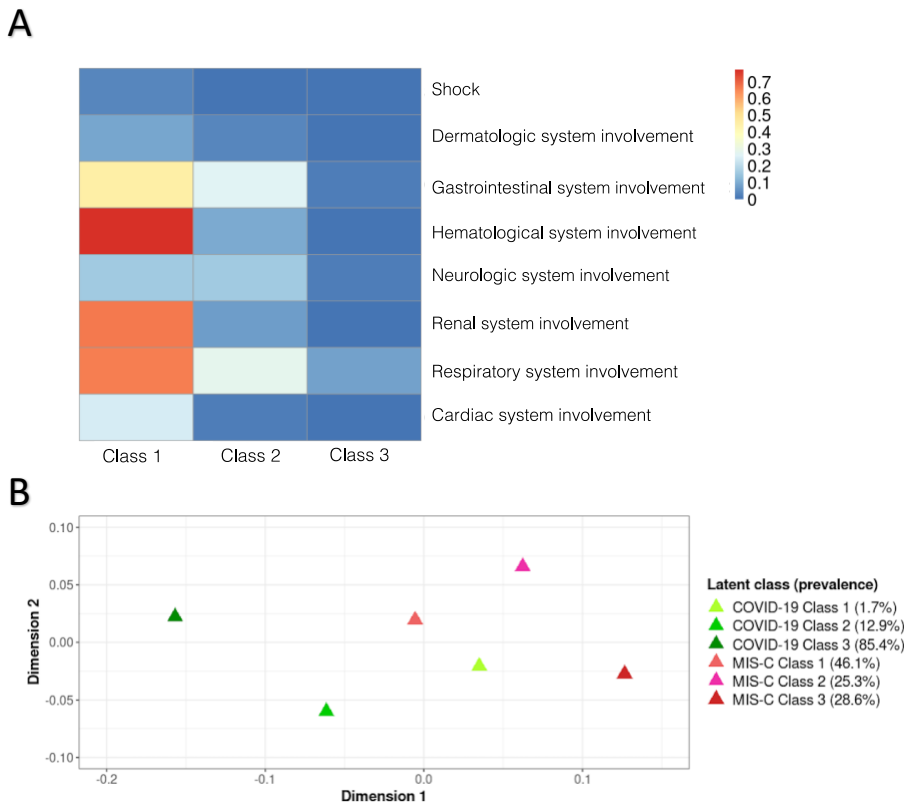 A
Shock
Dermatologic system involvement
Gastrointestinal system involvement
Hematological system involvement
Neurologic system involvement
Renal system involvement
Respiratory system involvement
Cardiac system involvement
Class 1 Class 2 Class 3
0.7
0.6
0.5
0.4
0.3
0.2
0.1
0
B
0.10
0.05
0.00
-0.05
-0.10
Dimension 2
-0.2 -0.1 0.0 0.1
Dimension 1
Latent class (prevalence)
COVID-19 Class 1 (1.7%)
COVID-19 Class 2 (12.9%)
COVID-19 Class 3 (85.4%)
MIS-C Class 1 (46.1%)
MIS-C Class 2 (25.3%)
MIS-C Class 3 (28.6%)